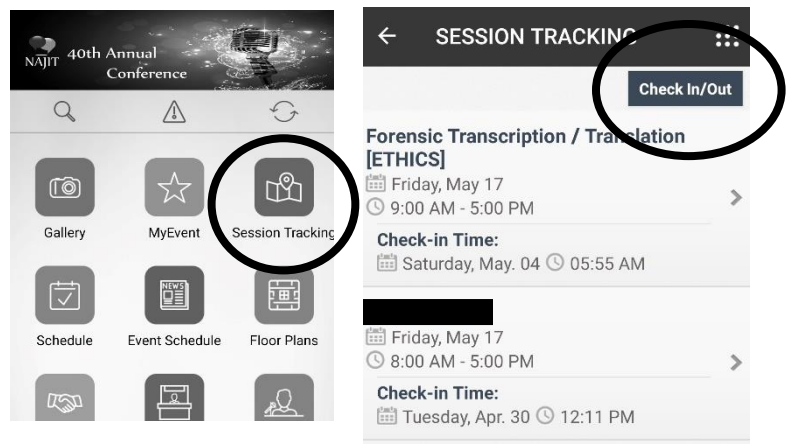 NAJIT
40th Annual
Conference
Gallery
MyEvent
Session Tracking
NEWS
Schedule
Event Schedule
Floor Plans
SESSION TRACKING
Check In/Out
Forensic Transcription / Translation
[ETHICS]
Friday, May 17
9:00 AM - 5:00 PM
Check-in Time:
Saturday, May. 04 05:55 AM
Friday, May 17
8:00 AM - 5:00 PM
Check-in Time:
Tuesday, Apr. 30 12:11 PM